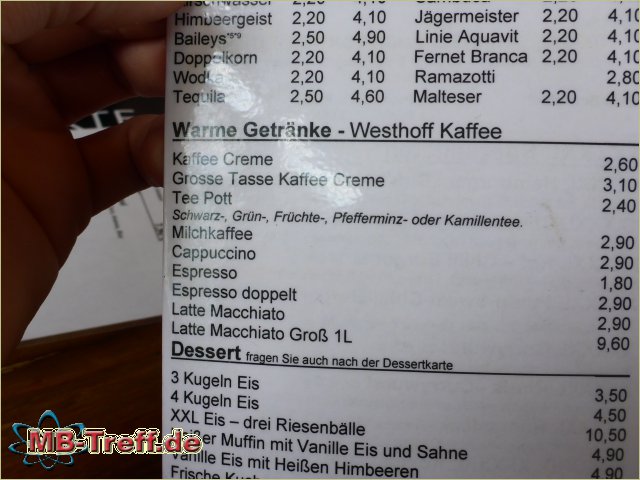 Himbeergeist 2,20 4,10 Jägermeister 2,20 4,10
Baileys*5*9 2,50 4,90 Linie Aquavit 2,20 4,10
Doppelkorn 2,20 4,10 Fernet Branca 2,20 4,10
Wodka 2,20 4,10 Ramazotti 2,80
Tequila 2,50 4,60 Malteser 2,20 4,10
Warme Getränke - Westhoff Kaffee
Kaffee Creme 2,60
Grosse Tasse Kaffee Creme 3,10
Tee Pott 2,40
Schwarz-, Grün-, Früchte-, Pfefferminz- oder Kamillentee.
Milchkaffee 2,90
Cappuccino 2,90
Espresso 1,80
Espresso doppelt 2,90
Latte Macchiato 2,90
Latte Macchiato Groß 1L 9,60
Dessert fragen Sie auch nach der Dessertkarte
3 Kugeln Eis 3,50
4 Kugeln Eis 4,50
XXL Eis – drei Riesenbälle 10,50
Muffin mit Vanille Eis und Sahne 4,90
Vanille Eis mit Heißen Himbeeren 4,90
Frische
MB-Treff.de